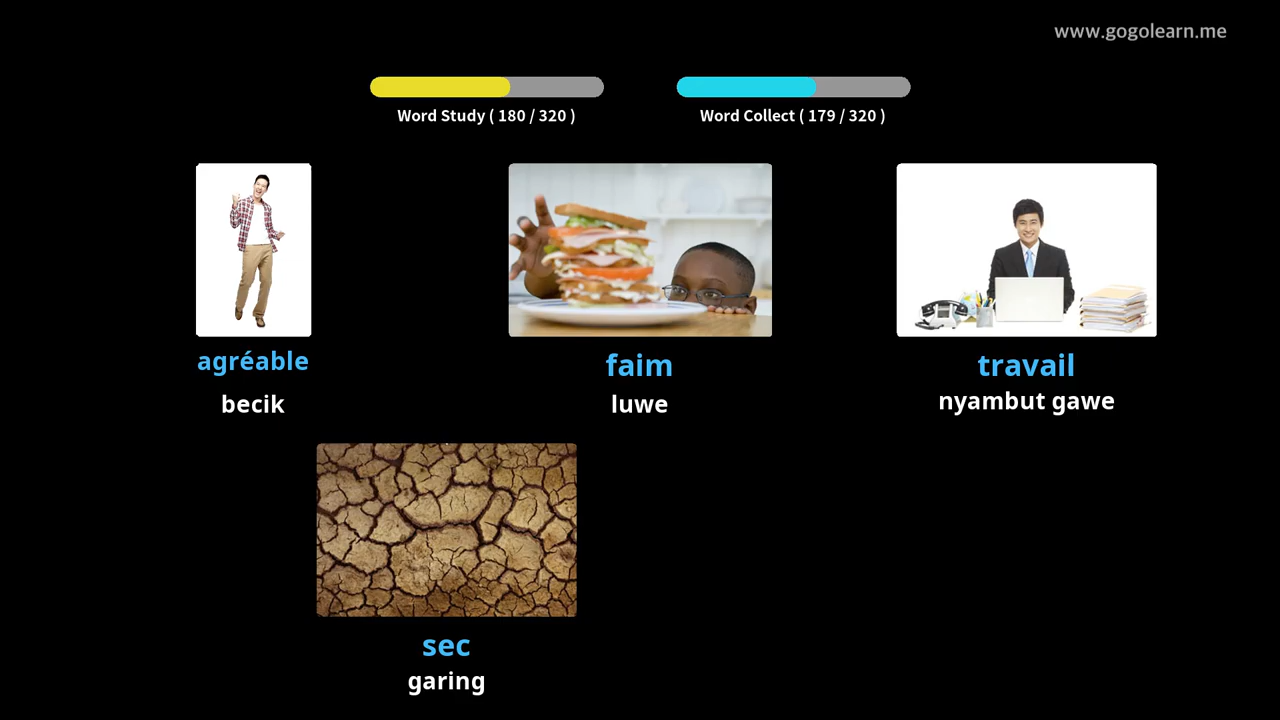 www.gogolearn.me
Word Study ( 180 / 320 )
Word Collect ( 179 / 320 )
agréable
becik
faim
luwe
travail
nyambut gawe
sec
garing